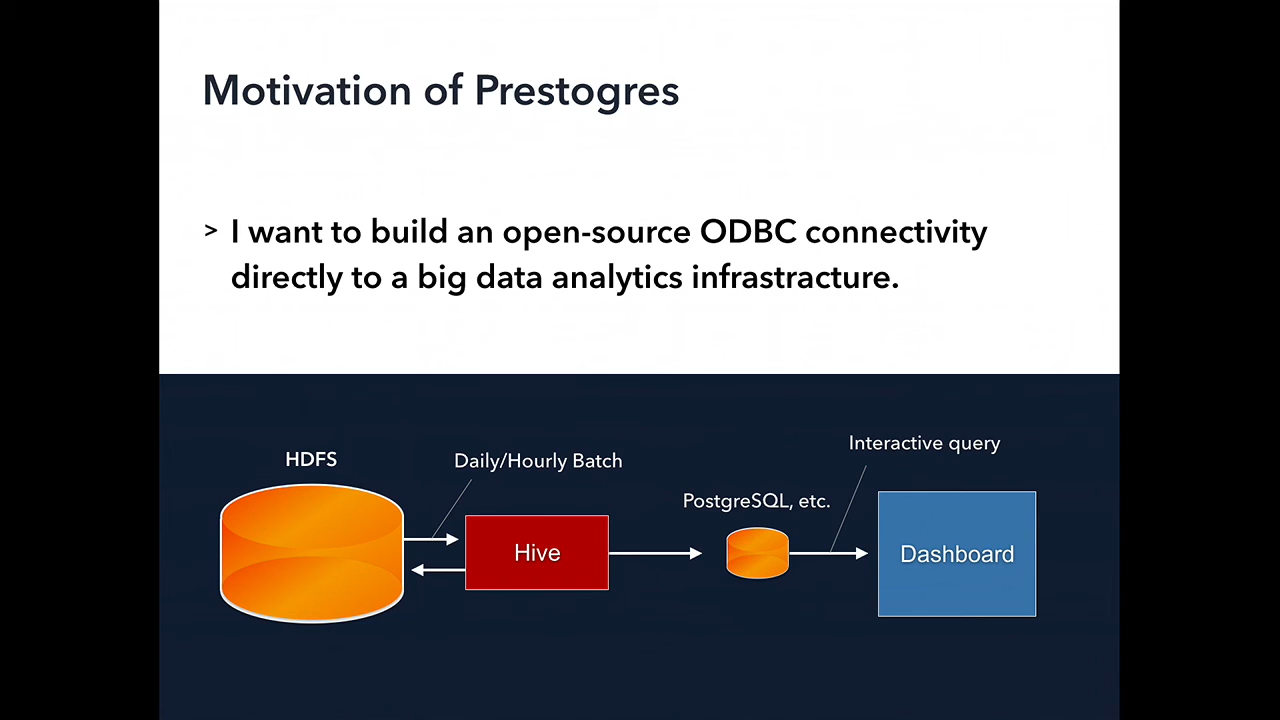 Motivation of Prestogres
> I want to build an open-source ODBC connectivity
directly to a big data analytics infrastracture.
HDFS
Daily/Hourly Batch
Hive
PostgreSQL, etc.
Interactive query
Dashboard